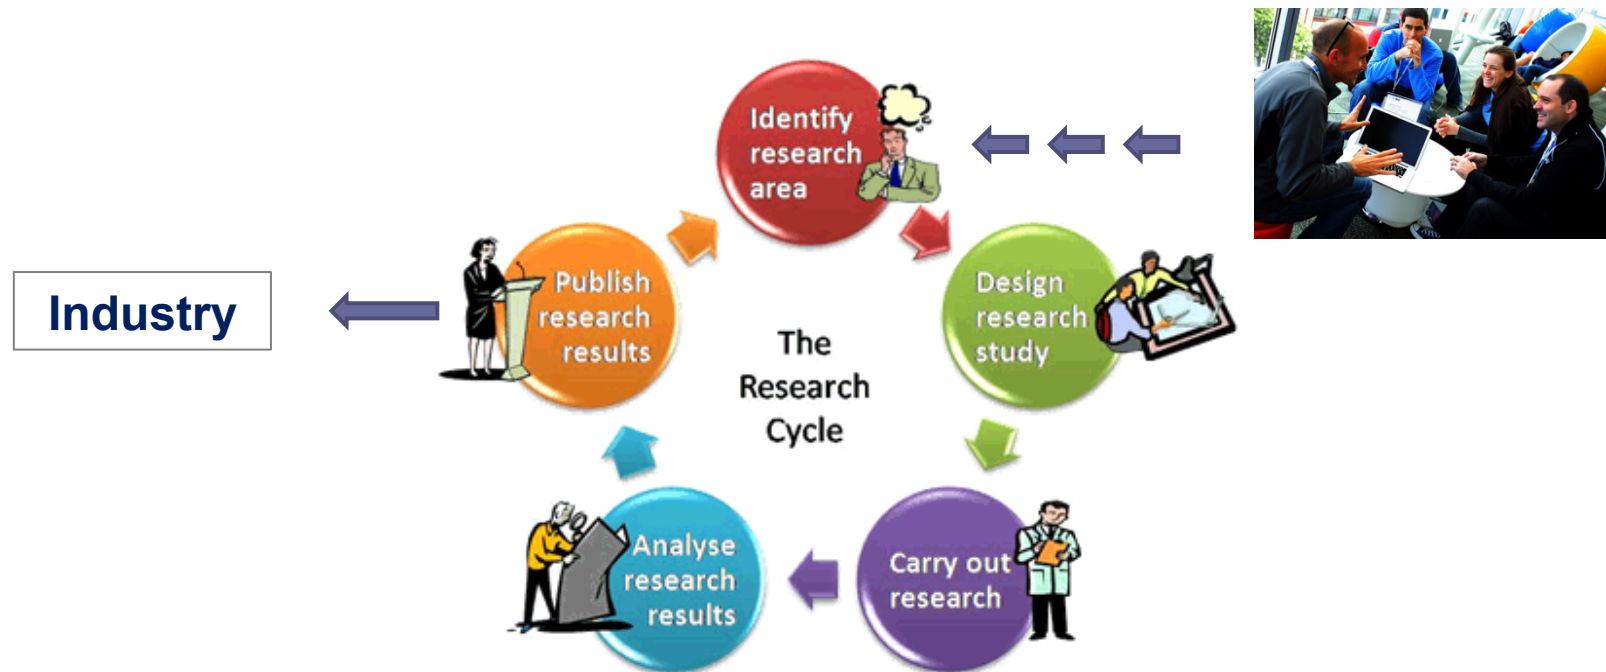 Identify
research
area
Design
research
study
Carry out
research
Analyse
research
results
Publish
research
results
The
Research
Cycle
Industry